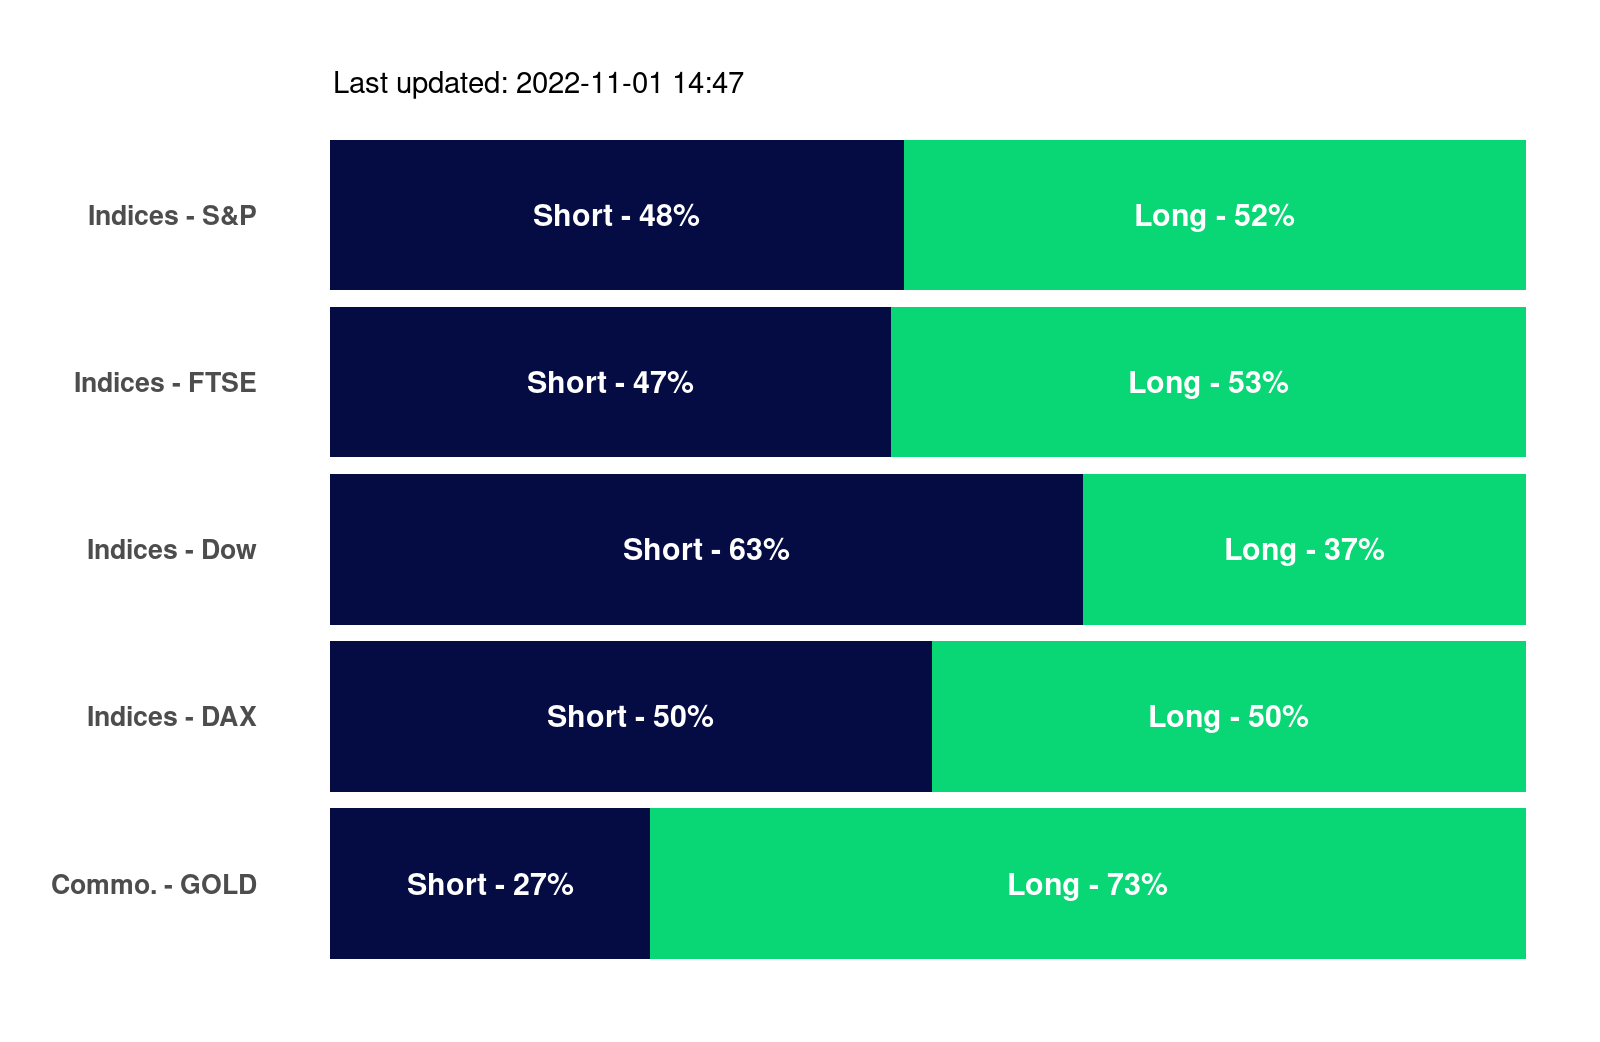 Last updated: 2022-11-01 14:47
Indices - S&P Short - 48% Long - 52%
Indices - FTSE Short - 47% Long - 53%
Indices - Dow Short - 63% Long - 37%
Indices - DAX Short - 50% Long - 50%
Commo. - GOLD Short - 27% Long - 73%